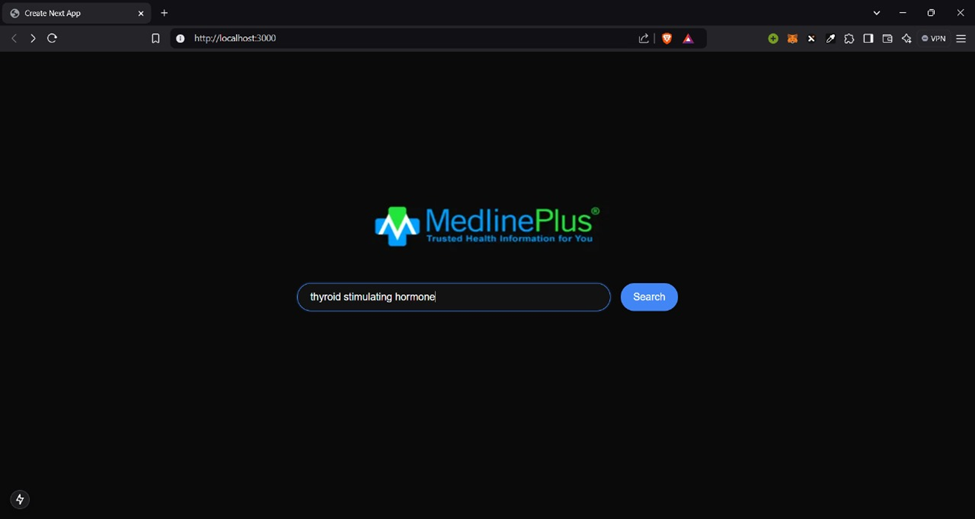 Create Next App
http://localhost:3000
VPN
MedlinePlus®
Trusted Health Information for You
thyroid stimulating hormone
Search